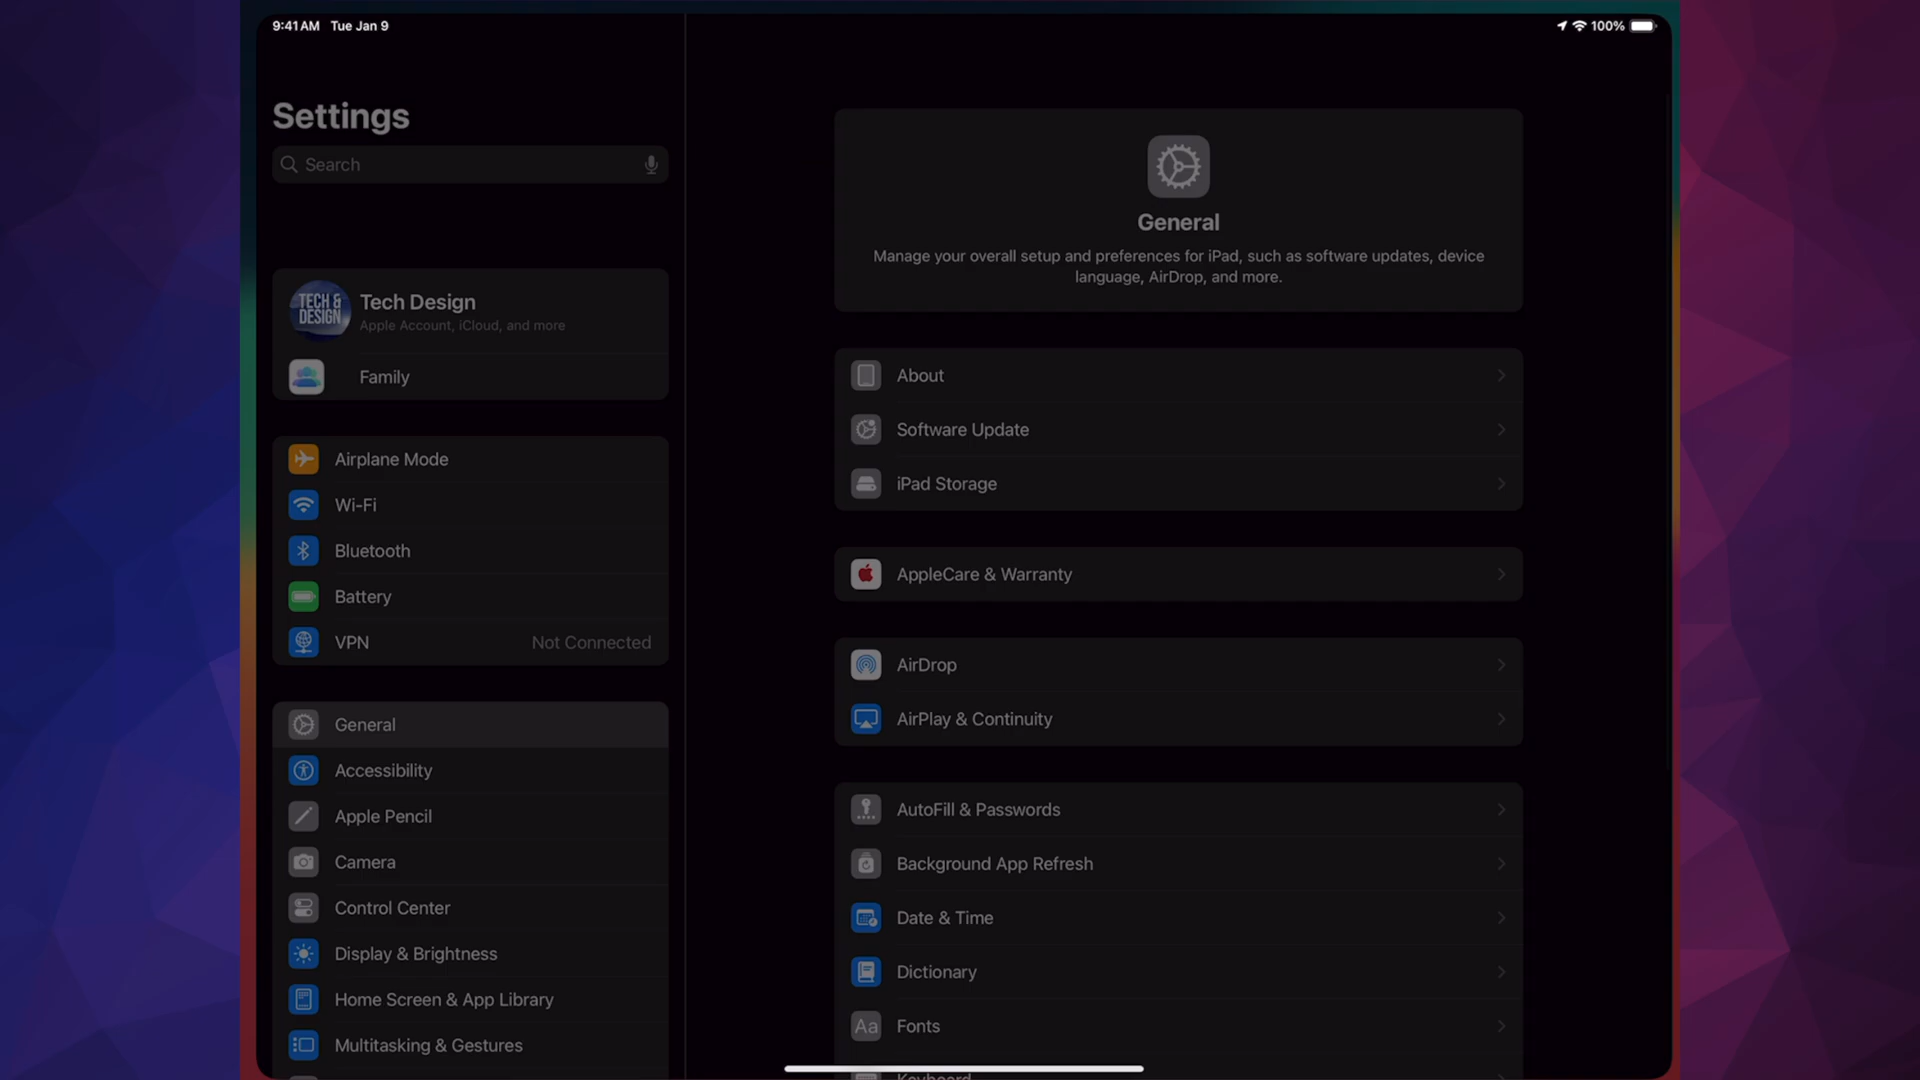 9:41 AM Tue Jan 9
100%
Settings
Search
TECH &
DESIGN
Tech Design
Apple Account, iCloud, and more
Family
Airplane Mode
Wi-Fi
Bluetooth
Battery
VPN Not Connected
General
Accessibility
Apple Pencil
Camera
Control Center
Display & Brightness
Home Screen & App Library
Multitasking & Gestures
General
Manage your overall setup and preferences for iPad, such as software updates, device
language, AirDrop, and more.
About
Software Update
iPad Storage
AppleCare & Warranty
AirDrop
AirPlay & Continuity
AutoFill & Passwords
Background App Refresh
Date & Time
Dictionary
Aa Fonts
Keyboard